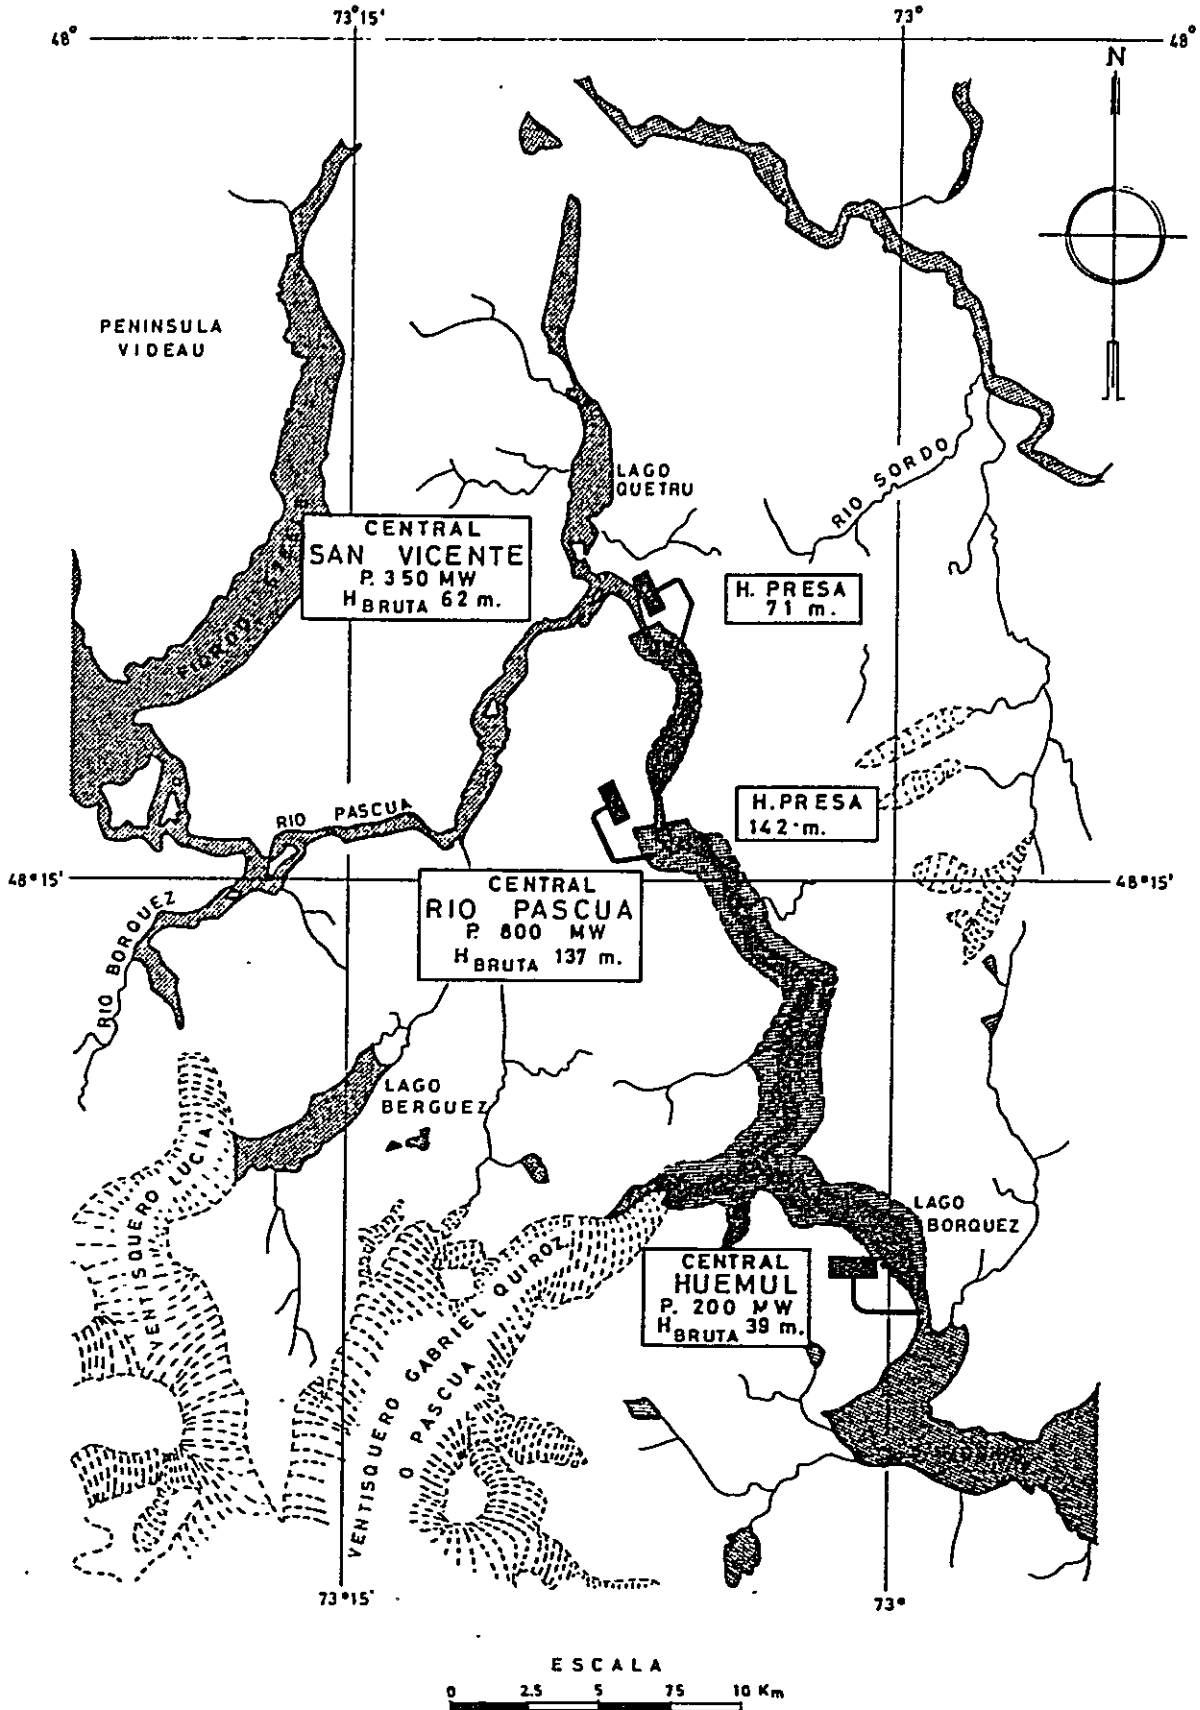 73°15'
73°
48°
48°
N
PENINSULA
VIDEAU
LAGO
QUETRU
RIO SORDO
CENTRAL
SAN VICENTE
P. 350 MW
H BRUTA 62 m.
H. PRESA
71 m.
FIORDO
H. PRESA
142 m.
RIO PASCUA
48°15'
48°15'
CENTRAL
RIO PASCUA
P. 800 MW
H BRUTA 137 m.
RIO BORQUEZ
LAGO
BERGUEZ
VENTISQUERO LUCIA
LAGO
BORQUEZ
CENTRAL
HUEMUL
P. 200 MW
H BRUTA 39 m.
VENTISQUERO GABRIEL QUIROZ
O PASCUA
73°15'
73°
ESCALA
0 2.5 5 75 10 Km